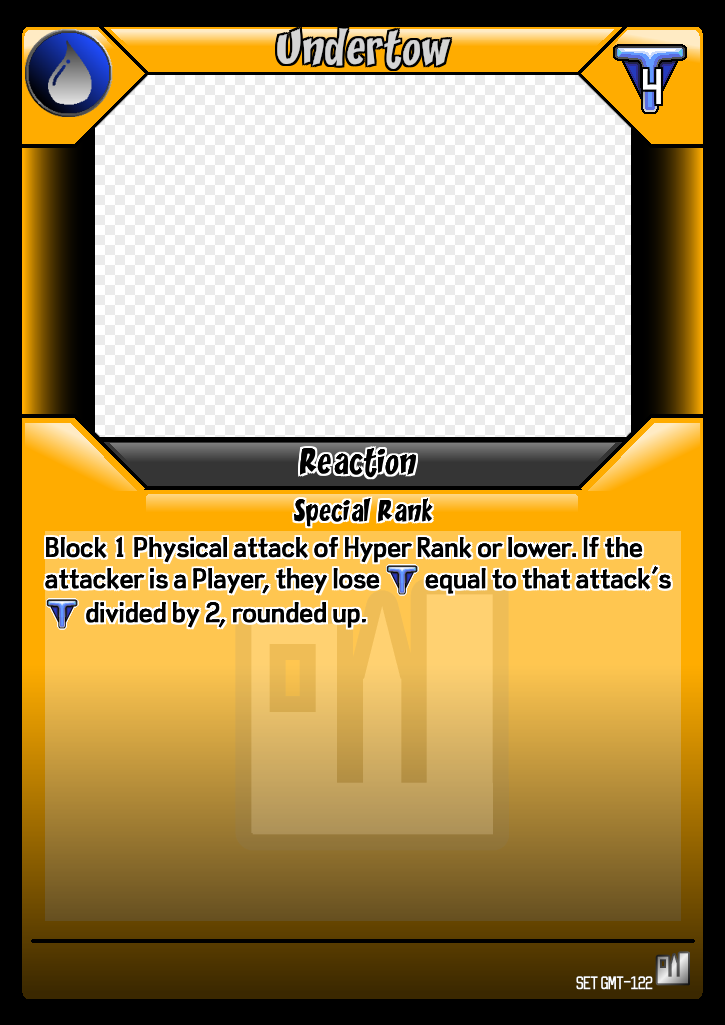 Undertow
4
Reaction
Special Rank
Block 1 Physical attack of Hyper Rank or lower. If the
attacker is a Player, they lose T equal to that attack's
T divided by 2, rounded up.
SET GMT-122